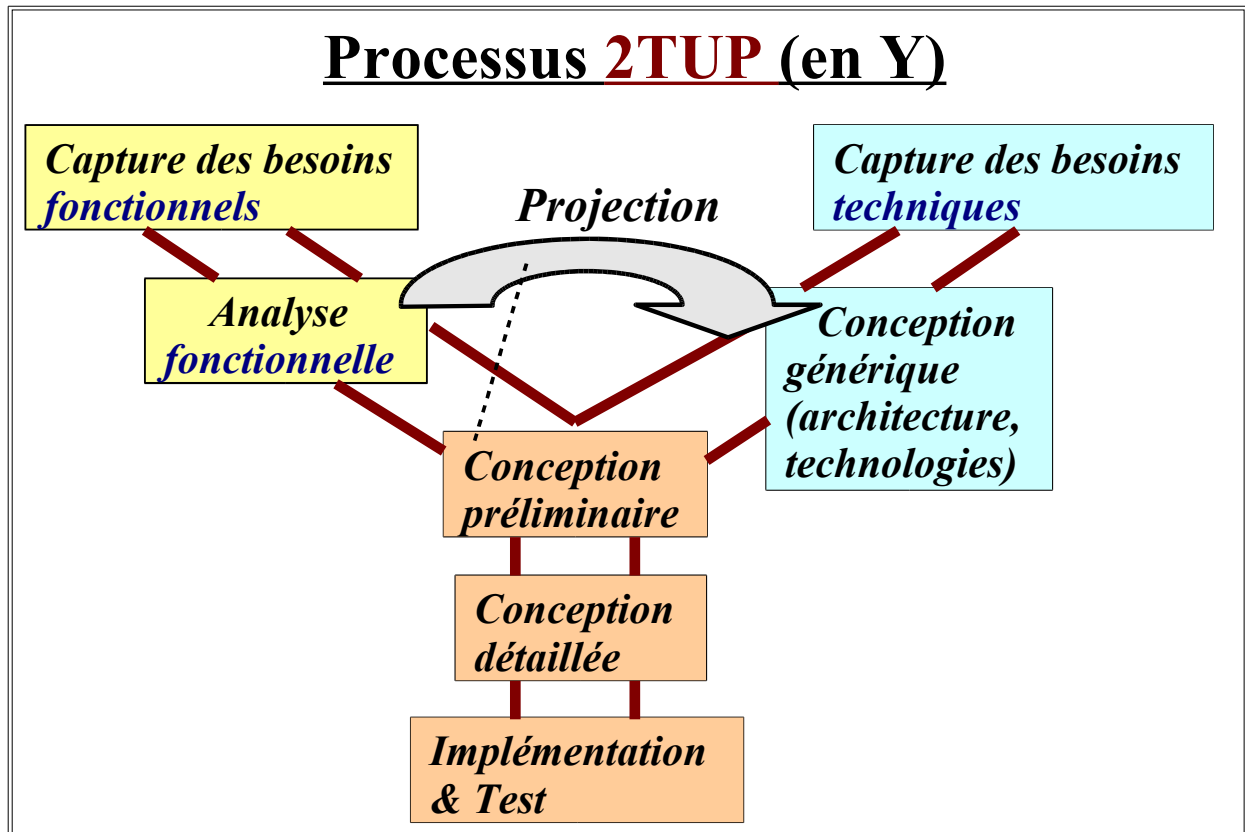 Processus 2TUP (en Y)
Capture des besoins
fonctionnels
Capture des besoins
techniques
Projection
Analyse
fonctionnelle
Conception
générique
(architecture,
technologies)
Conception
préliminaire
Conception
détaillée
Implémentation
& Test